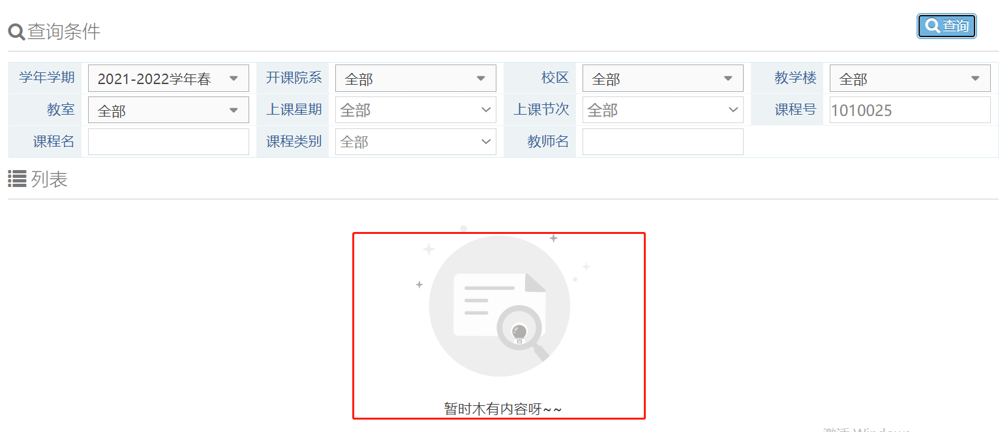 查询条件
查询
学年学期 2021-2022学年春 开课院系 全部 校区 全部 教学楼 全部
教室 全部 上课星期 全部 上课节次 全部 课程号 1010025
课程名 课程类别 全部 教师名
列表
暂时木有内容呀~~
激活 Windows